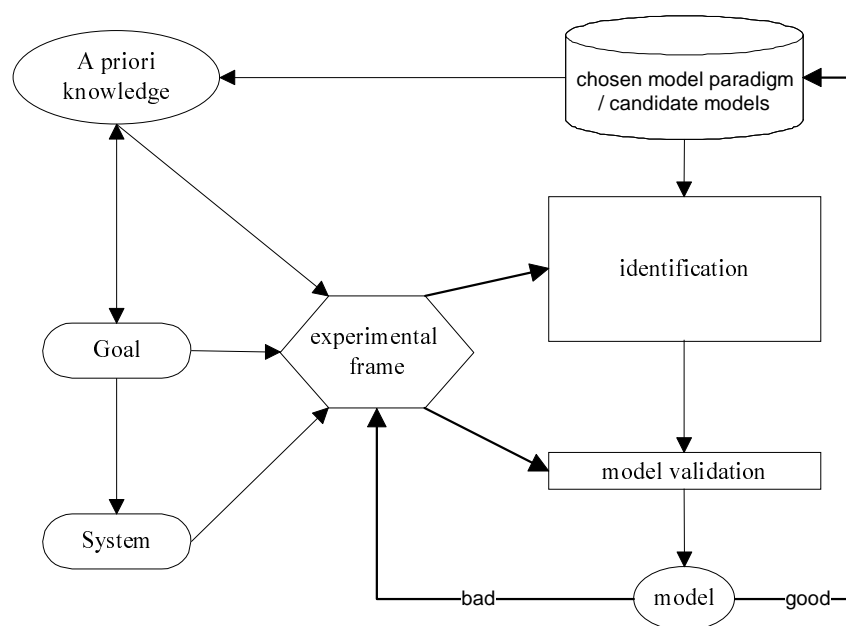 A priori
knowledge
chosen model paradigm
/ candidate models
identification
experimental
frame
Goal
model validation
System
bad
model
good